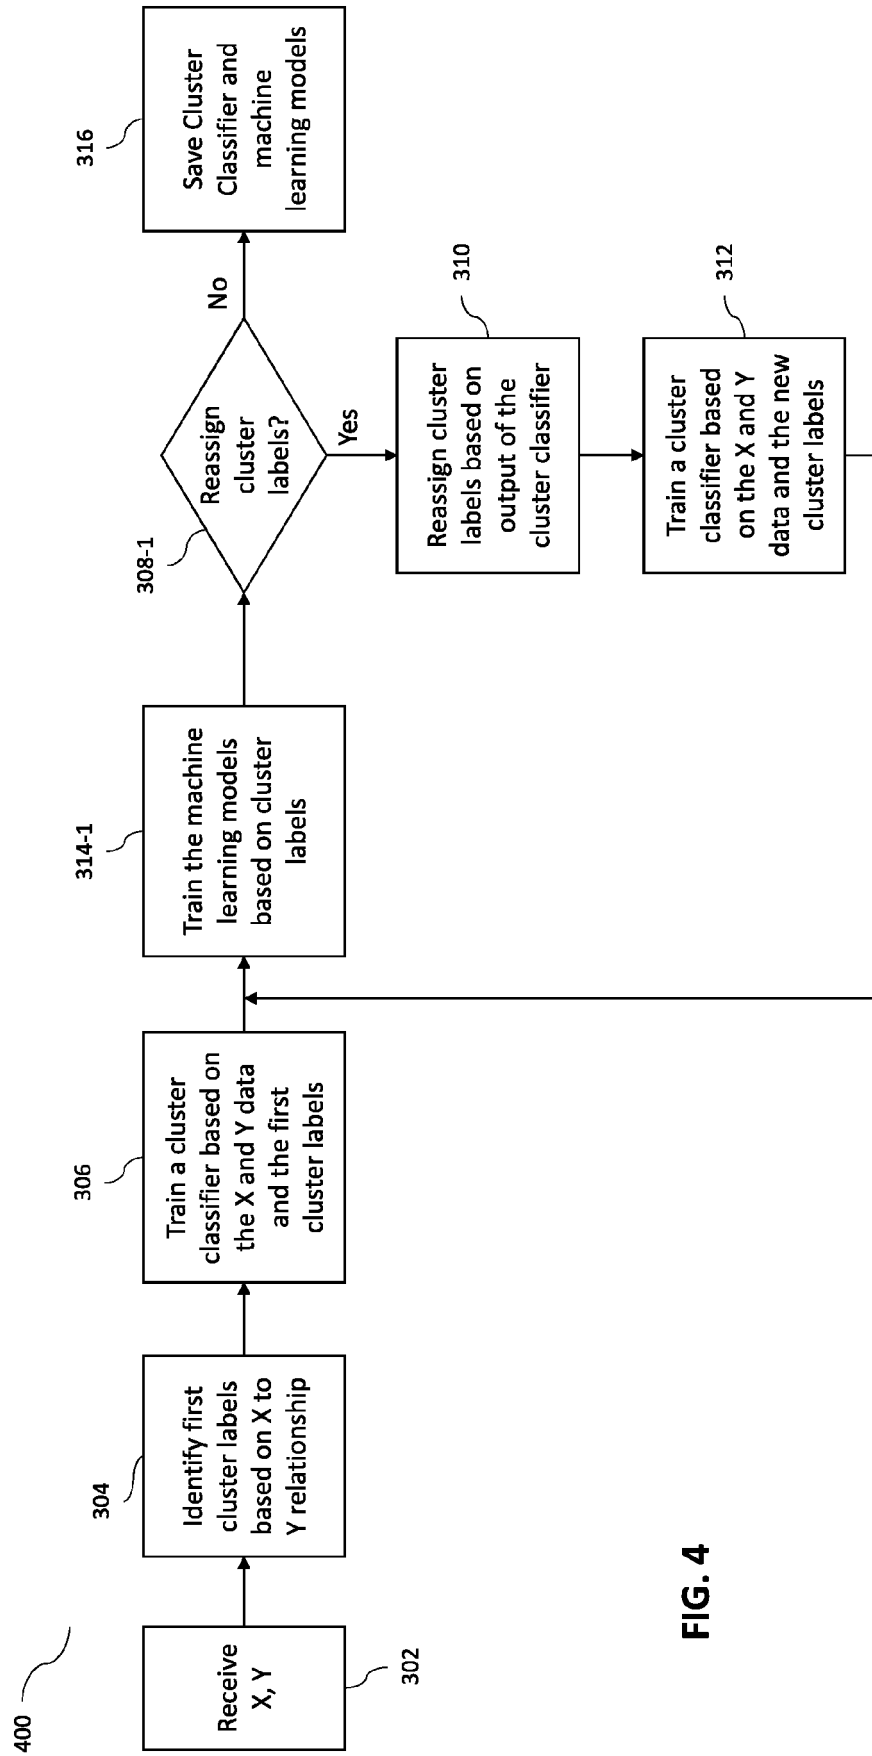 400
Receive
X, Y
302
Identify first
cluster labels
based on X to
Y relationship
304
Train a cluster
classifier based on
the X and Y data
and the first
cluster labels
306
Train the machine
learning models
based on cluster
labels
314-1
Reassign
cluster
labels?
308-1
No
Yes
Save Cluster
Classifier and
machine
learning models
316
Reassign cluster
labels based on
output of the
cluster classifier
310
Train a cluster
classifier based
on the X and Y
data and the new
cluster labels
312
FIG. 4